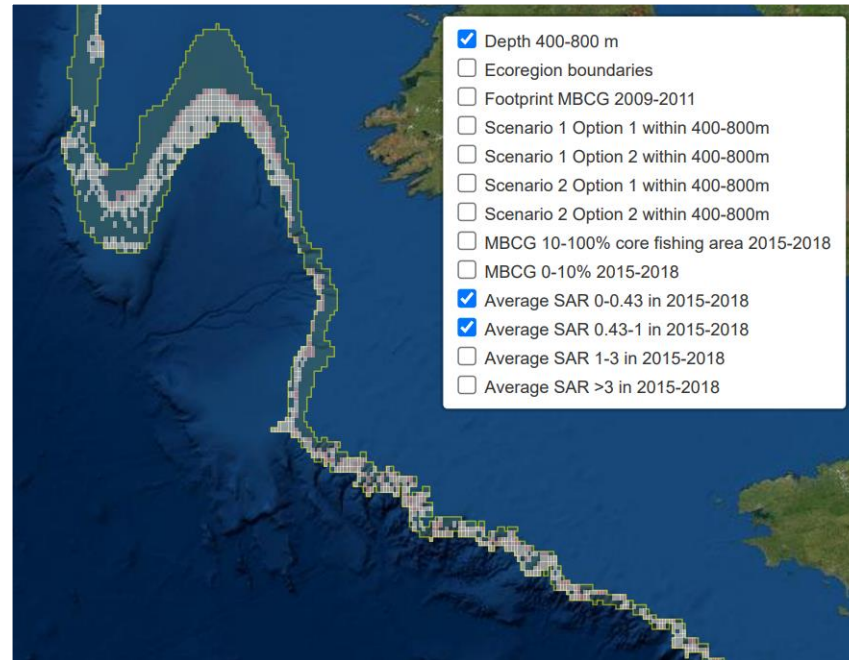 Depth 400-800 m
Ecoregion boundaries
Footprint MBCG 2009-2011
Scenario 1 Option 1 within 400-800m
Scenario 1 Option 2 within 400-800m
Scenario 2 Option 1 within 400-800m
Scenario 2 Option 2 within 400-800m
MBCG 10-100% core fishing area 2015-2018
MBCG 0-10% 2015-2018
Average SAR 0-0.43 in 2015-2018
Average SAR 0.43-1 in 2015-2018
Average SAR 1-3 in 2015-2018
Average SAR >3 in 2015-2018